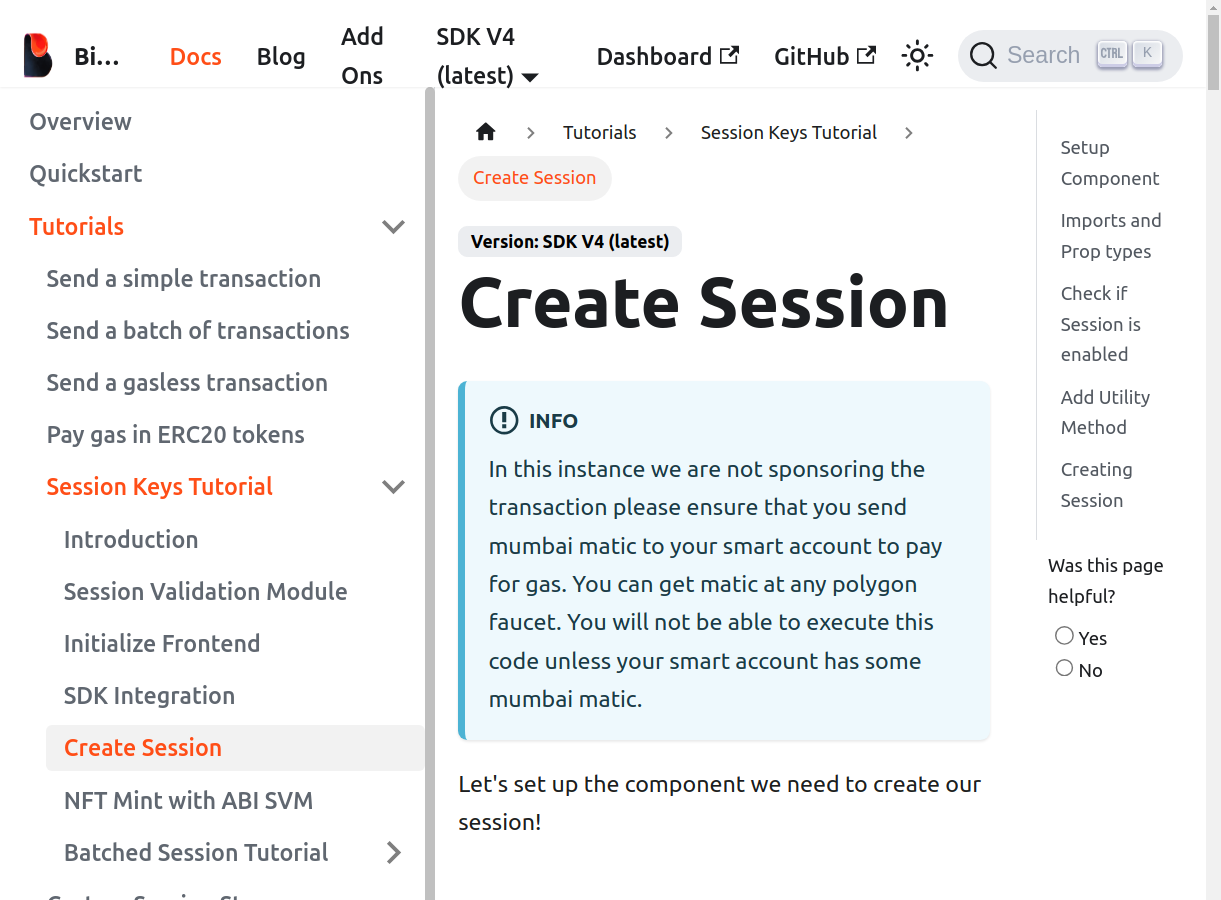 Bi...
Docs
Blog
Add
Ons
SDK V4
(latest)
Dashboard
GitHub
Search
CTRL
K
Overview
Quickstart
Tutorials
Send a simple transaction
Send a batch of transactions
Send a gasless transaction
Pay gas in ERC20 tokens
Session Keys Tutorial
Introduction
Session Validation Module
Initialize Frontend
SDK Integration
Create Session
NFT Mint with ABI SVM
Batched Session Tutorial
Tutorials
Session Keys Tutorial
Create Session
Version: SDK V4 (latest)
Create Session
INFO
In this instance we are not sponsoring the
transaction please ensure that you send
mumbai matic to your smart account to pay
for gas. You can get matic at any polygon
faucet. You will not be able to execute this
code unless your smart account has some
mumbai matic.
Let's set up the component we need to create our
session!
Setup
Component
Imports and
Prop types
Check if
Session is
enabled
Add Utility
Method
Creating
Session
Was this page
helpful?
Yes
No